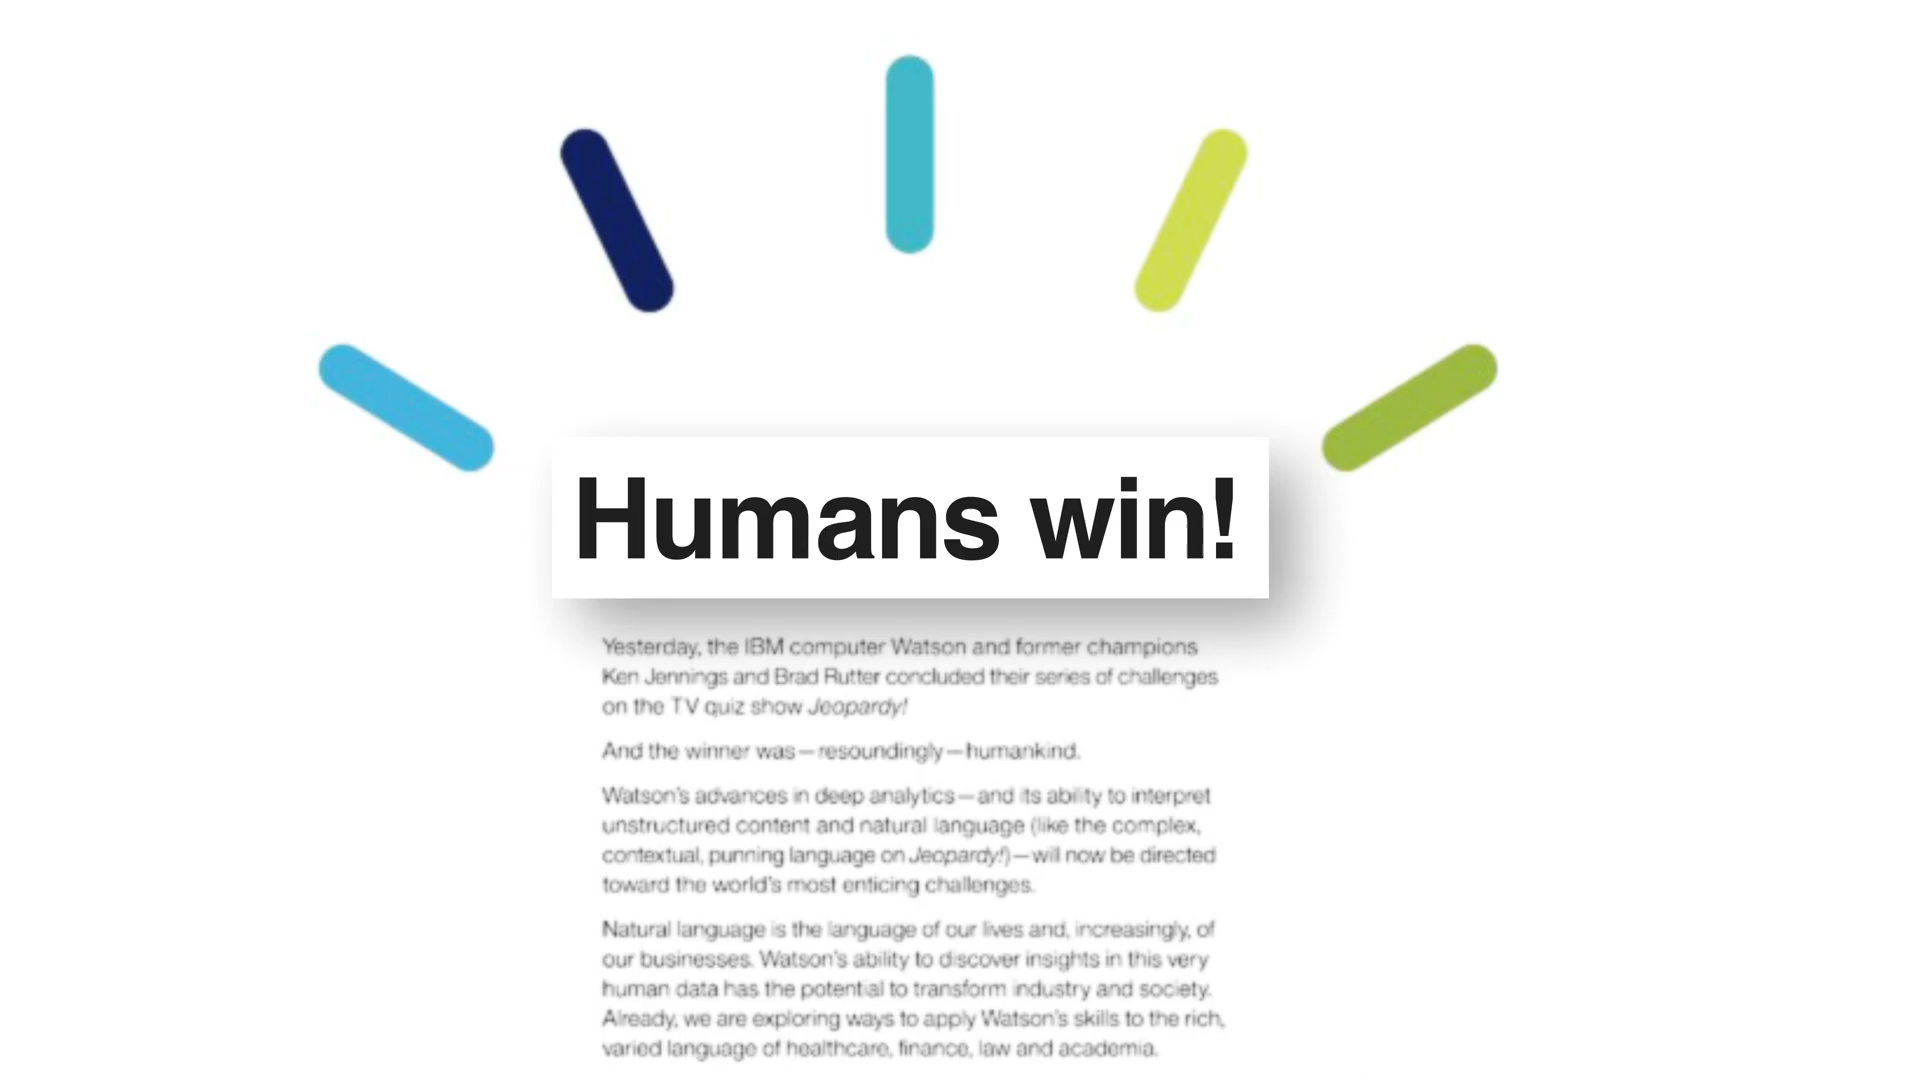 Humans win!
Yesterday, the IBM computer Watson and former champions
Ken Jennings and Brad Rutter concluded their series of challenges
on the TV quiz show Jeopardy!
And the winner was—resoundingly—humankind.
Watson's advances in deep analytics—and its ability to interpret
unstructured content and natural language (like the complex,
contextual, punning language on Jeopardy!)—will now be directed
toward the world's most enticing challenges.
Natural language is the language of our lives and, increasingly, of
our businesses. Watson's ability to discover insights in this very
human data has the potential to transform industry and society.
Already, we are exploring ways to apply Watson's skills to the rich,
varied language of healthcare, finance, law and academia.